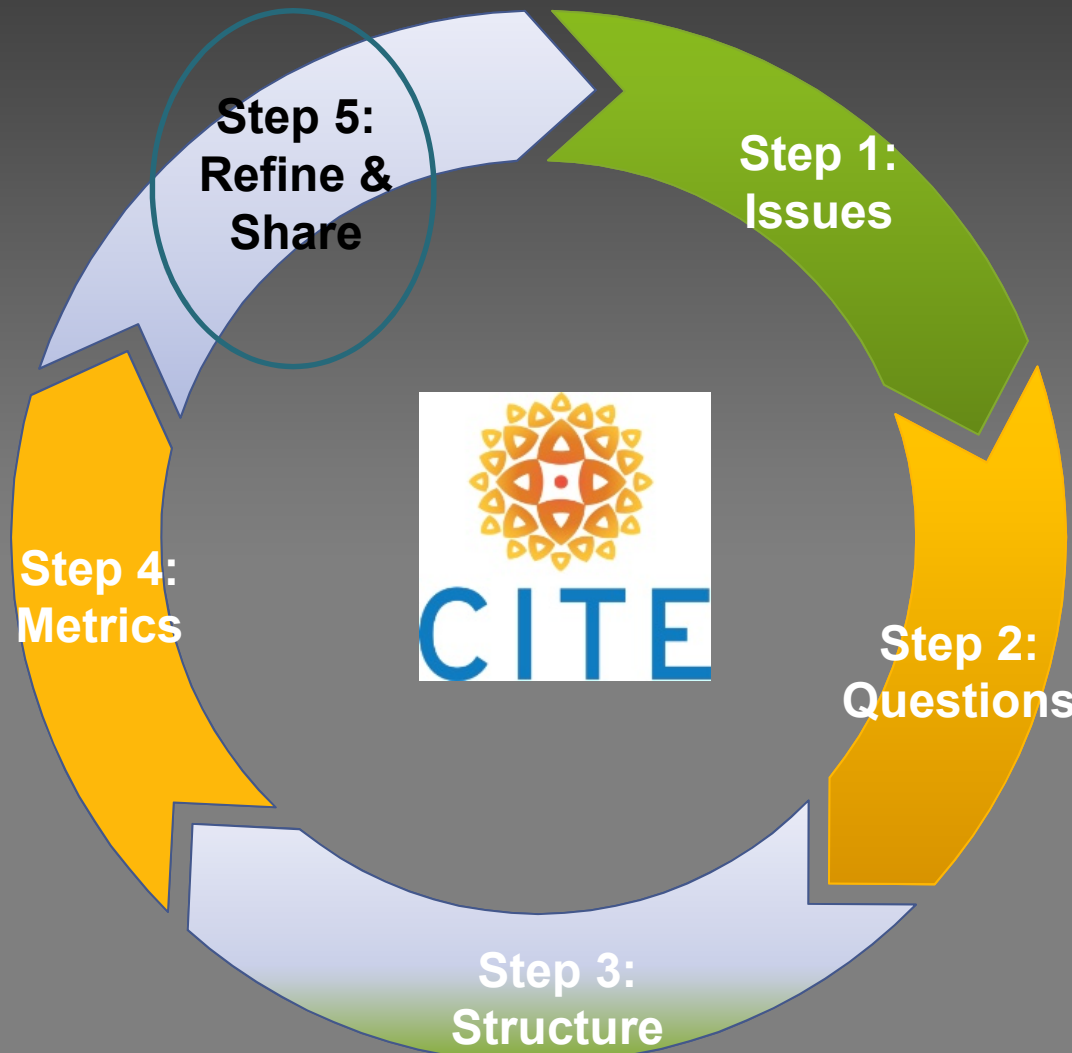 Step 1:
Issues
Step 2:
Questions
Step 3:
Structure
Step 4:
Metrics
Step 5:
Refine &
Share
CITE